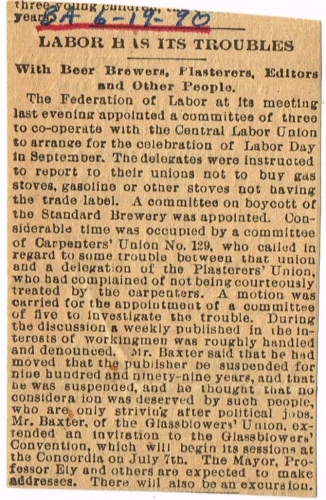 three young children, the
years.
BA 6-19-90
LABOR HAS ITS TROUBLES
With Beer Brewers, Plasterers, Editors
and Other People.
The Federation of Labor at its meeting
last evening appointed a committee of three
to co-operate with the Central Labor Union
to arrange for the celebration of Labor Day
in September. The delegates were instructed
to report to their unions not to buy gas
stoves, gasoline or other stoves not having
the trade label. A committee on boycott of
the Standard Brewery was appointed. Con-
siderable time was occupied by a committee
of Carpenters' Union No. 129, who called in
regard to some trouble between that union
and a delegation of the Plasterers' Union,
who had complained of not being courteously
treated by the carpenters. A motion was
carried for the appointment of a committee
of five to investigate the trouble. During
the discussion a weekly published in the in-
terests of workingmen was roughly handled
and denounced. Mr. Baxter said that he had
moved that the publisher be suspended for
nine hundred and ninety-nine years, and that
he was suspended, and he thought that no
considera ion was deserved by such people,
who are only striving after political jobs.
Mr. Baxter, of the Glassblowers' Union, ex-
tended an invitation to the Glassblowers'
Convention, which will begin its sessions at
the Concordia on July 7th. The Mayor, Pro-
fessor Ely and others are expected to make
addresses. There will also be an excursion.